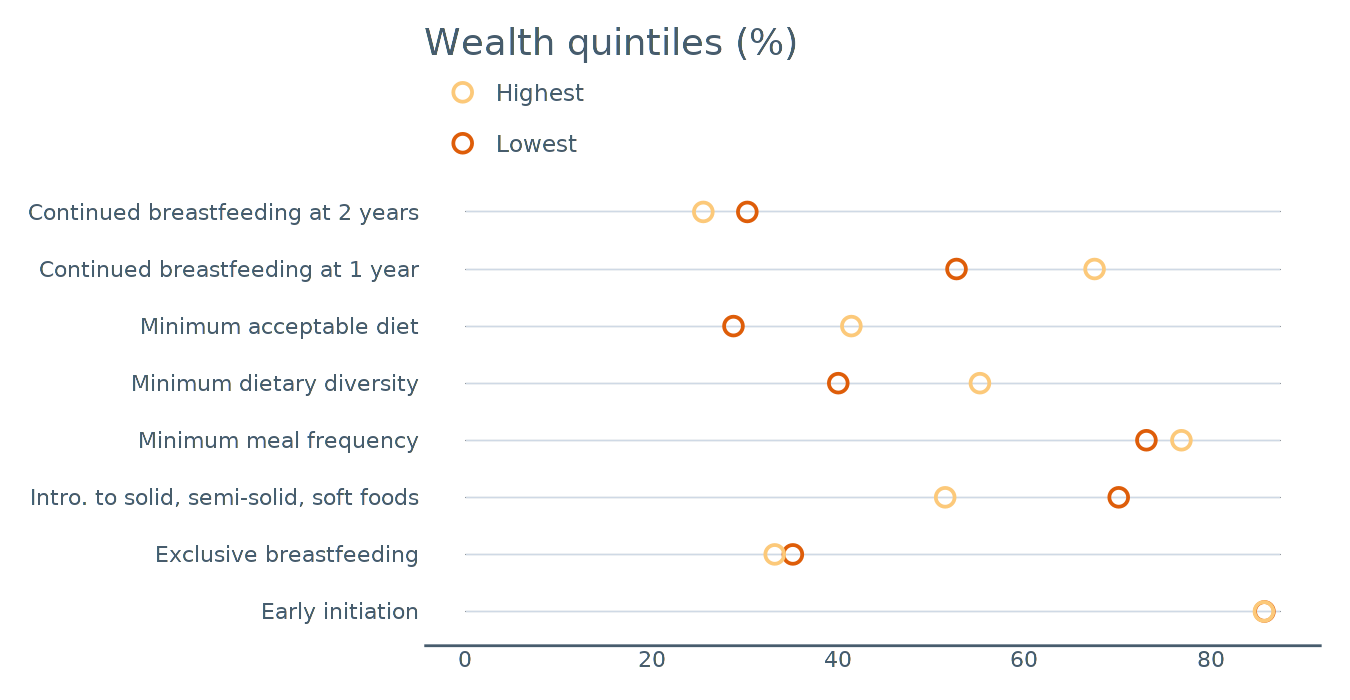 Wealth quintiles (%)
Highest
Lowest
Continued breastfeeding at 2 years
Continued breastfeeding at 1 year
Minimum acceptable diet
Minimum dietary diversity
Minimum meal frequency
Intro. to solid, semi-solid, soft foods
Exclusive breastfeeding
Early initiation
0 20 40 60 80